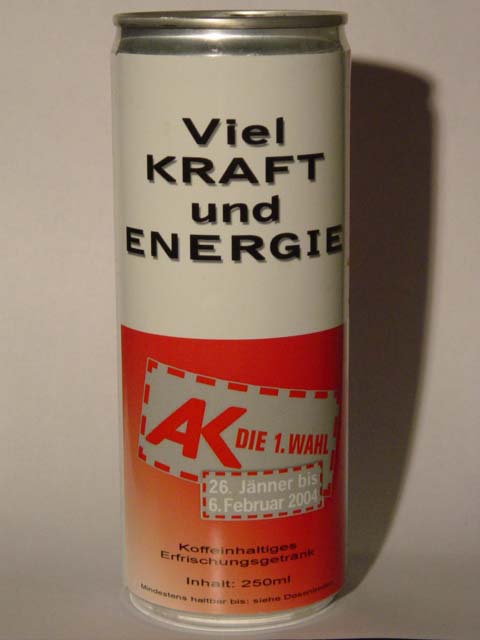 Viel
KRAFT
und
ENERGIE
AK DIE 1. WAHL
26. Jänner bis
6. Februar 2004
Koffeinhaltiges
Erfrischungsgetränk
Inhalt: 250ml
Mindestens haltbar bis: siehe Dosenboden